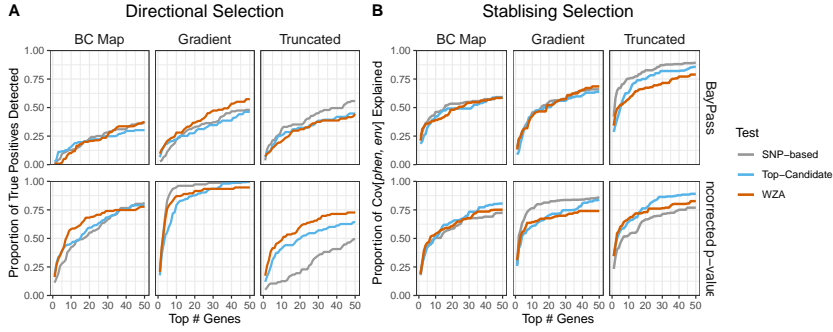 A Directional Selection
B Stablising Selection
BC Map Gradient Truncated
BC Map Gradient Truncated
Proportion of True Positives Detected
1.00
0.75
0.50
0.25
0.00
1.00
0.75
0.50
0.25
0.00
0 10 20 30 40 50 0 10 20 30 40 50 0 10 20 30 40 50
Top # Genes
Proportion of Cov[phen, env] Explained
1.00
0.75
0.50
0.25
0.00
1.00
0.75
0.50
0.25
0.00
0 10 20 30 40 50 0 10 20 30 40 50 0 10 20 30 40 50
Top # Genes
BayPass
ncorrected p-value
Test
SNP-based
Top-Candidate
WZA